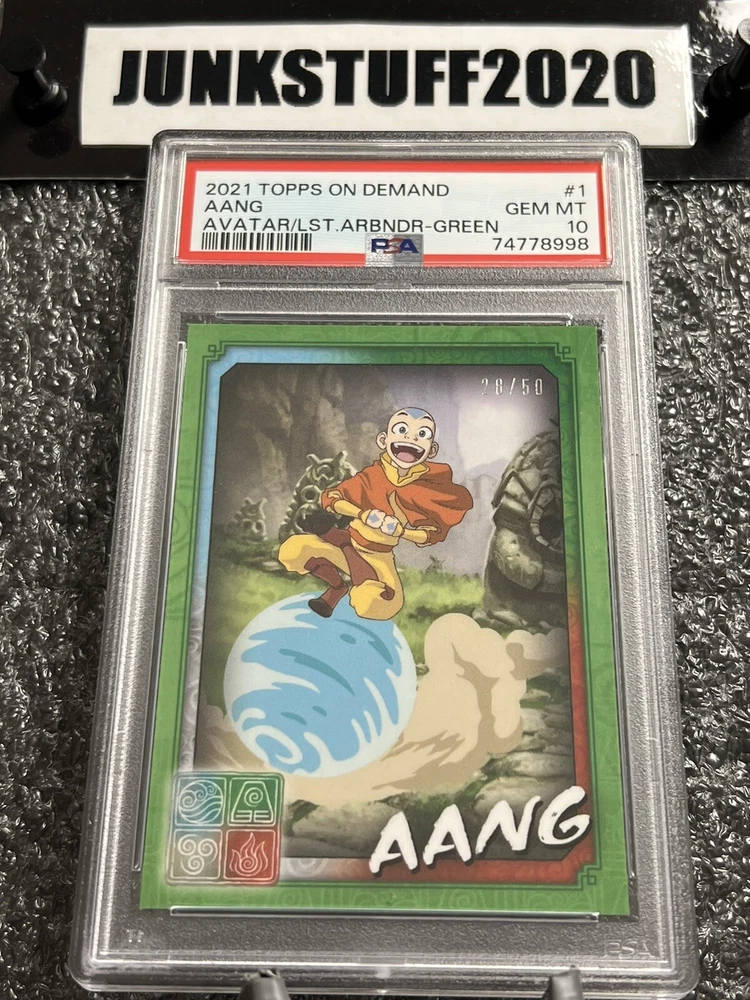 JUNKSTUFF2020
2021 TOPPS ON DEMAND #1
AANG GEM MT
AVATAR/LST.ARBNDR-GREEN 10
PSA 74778998
28/50
AANG
PSA